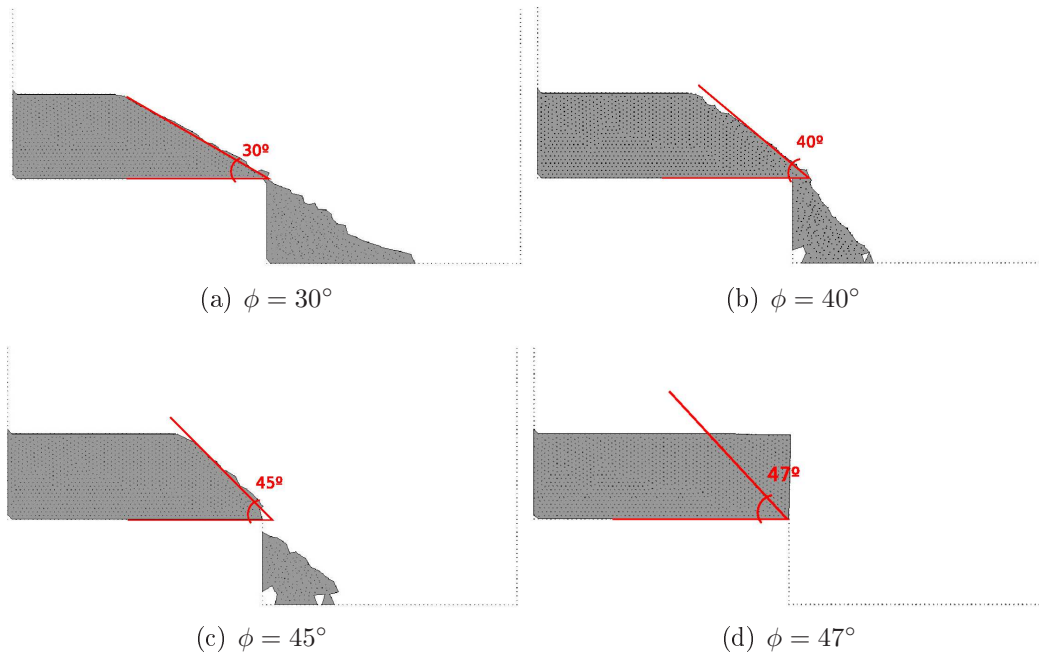 30º
40º
(a) ϕ = 30°
(b) ϕ = 40°
45º
47º
(c) ϕ = 45°
(d) ϕ = 47°